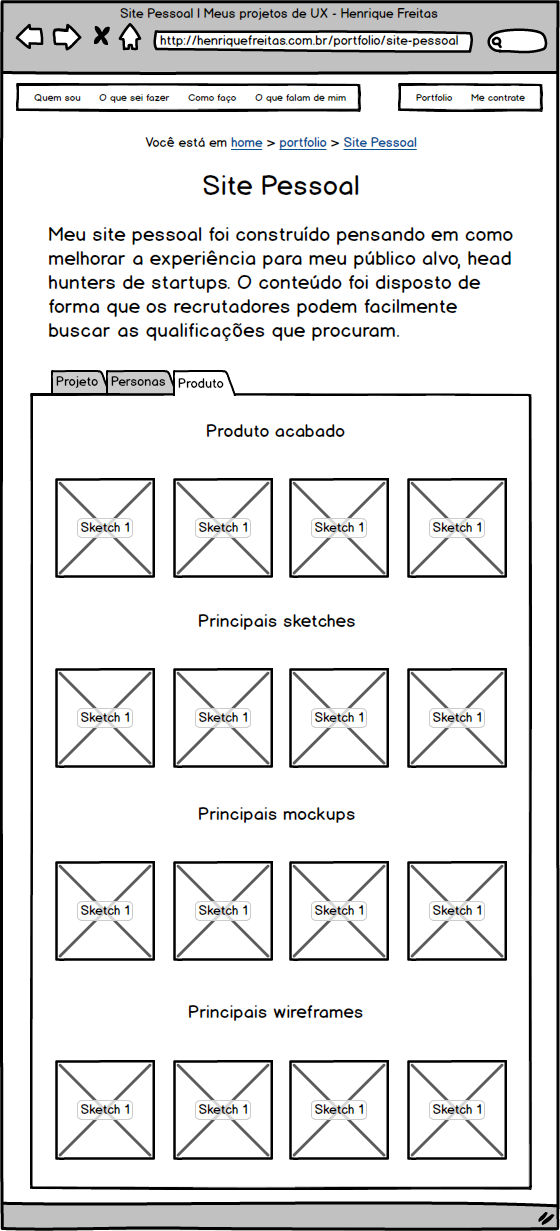 Site Pessoal | Meus projetos de UX - Henrique Freitas
http://henriquefreitas.com.br/portfolio/site-pessoal
Quem sou O que sei fazer Como faço O que falam de mim Portfolio Me contrate
Você está em home > portfolio > Site Pessoal
Site Pessoal
Meu site pessoal foi construído pensando em como
melhorar a experiência para meu público alvo, head
hunters de startups. O conteúdo foi disposto de
forma que os recrutadores podem facilmente
buscar as qualificações que procuram.
Projeto Personas Produto
Produto acabado
Sketch 1 Sketch 1 Sketch 1 Sketch 1
Principais sketches
Sketch 1 Sketch 1 Sketch 1 Sketch 1
Principais mockups
Sketch 1 Sketch 1 Sketch 1 Sketch 1
Principais wireframes
Sketch 1 Sketch 1 Sketch 1 Sketch 1